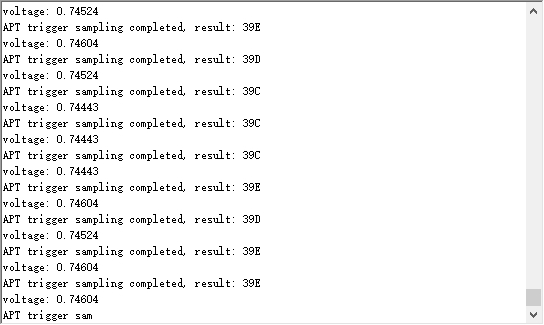 voltage: 0.74524
APT trigger sampling completed, result: 39E
voltage: 0.74604
APT trigger sampling completed, result: 39D
voltage: 0.74524
APT trigger sampling completed, result: 39C
voltage: 0.74443
APT trigger sampling completed, result: 39C
voltage: 0.74443
APT trigger sampling completed, result: 39C
voltage: 0.74443
APT trigger sampling completed, result: 39E
voltage: 0.74604
APT trigger sampling completed, result: 39D
voltage: 0.74524
APT trigger sampling completed, result: 39E
voltage: 0.74604
APT trigger sampling completed, result: 39E
voltage: 0.74604
APT trigger sam